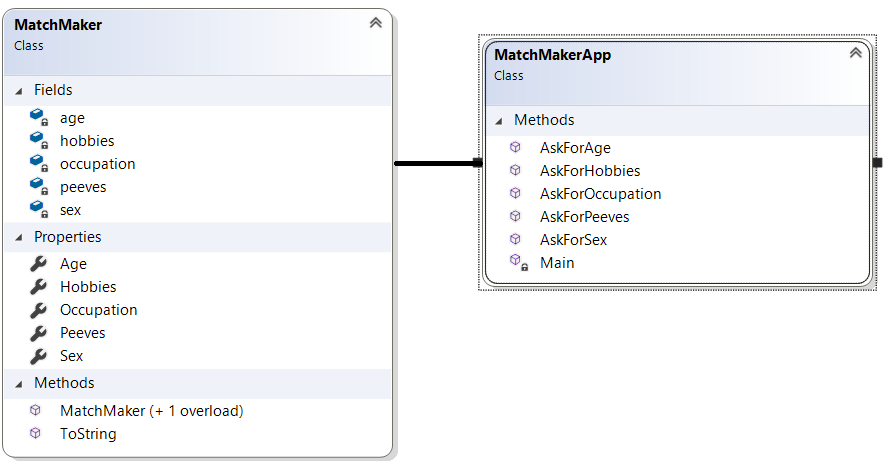 MatchMaker
Class
Fields
age
hobbies
occupation
peeves
sex
Properties
Age
Hobbies
Occupation
Peeves
Sex
Methods
MatchMaker (+ 1 overload)
ToString
MatchMakerApp
Class
Methods
AskForAge
AskForHobbies
AskForOccupation
AskForPeeves
AskForSex
Main